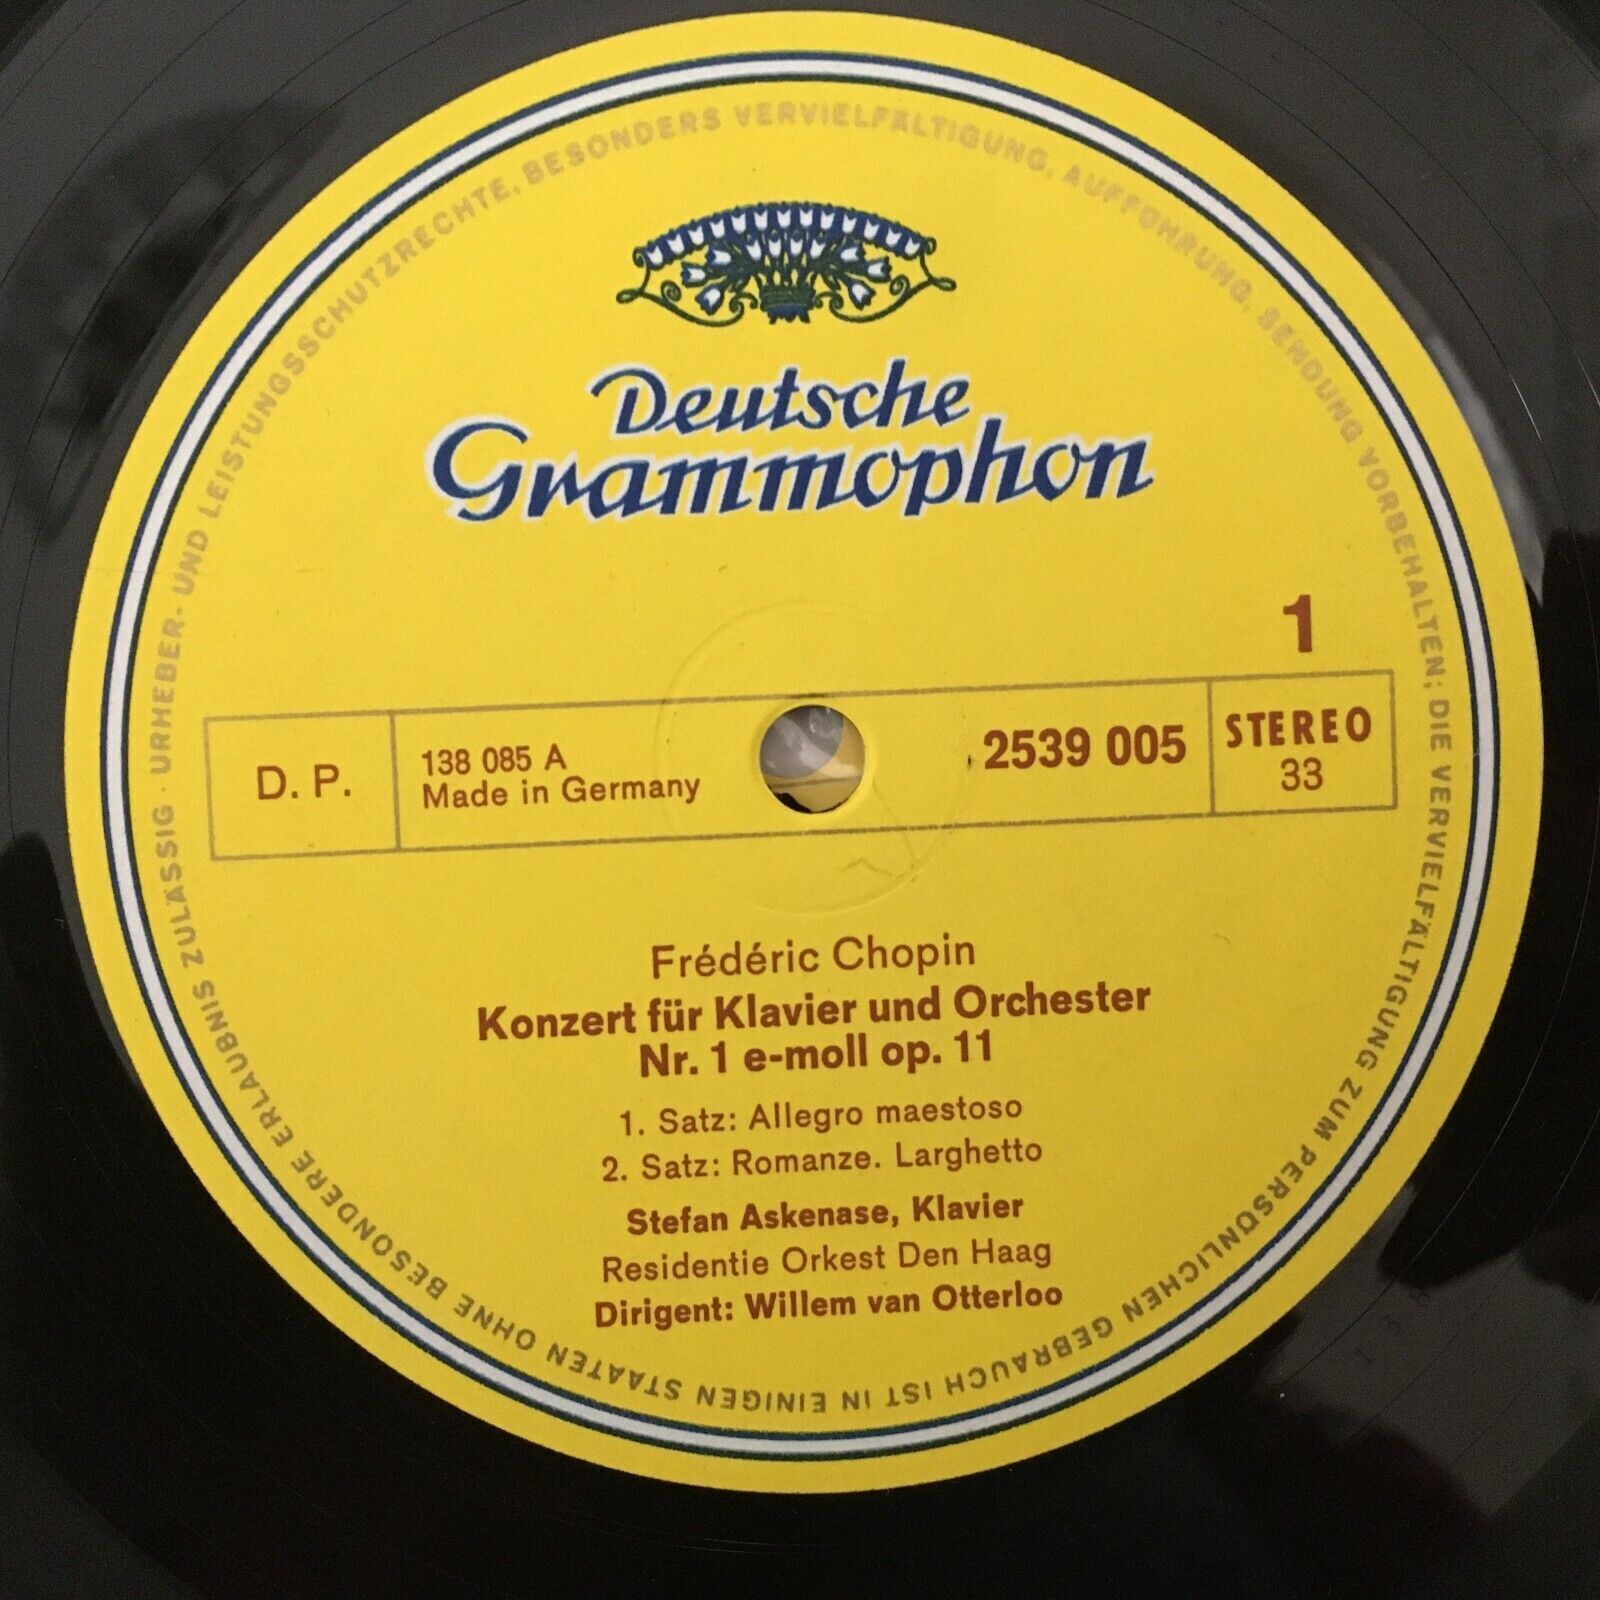 URHEBER- UND LEISTUNGSSCHUTZRECHTE, BESONDERS VERVIELFÄLTIGUNG, AUFFÜHRUNG, SENDUNG VORBEHALTEN; DIE VERVIELFÄLTIGUNG ZUM PERSÖNLICHEN GEBRAUCH IST IN EINIGEN STAATEN OHNE BESONDERE ERLAUBNIS ZULÄSSIG ·
Deutsche
Grammophon
1
D. P.
138 085 A
Made in Germany
2539 005
STEREO
33
Frédéric Chopin
Konzert für Klavier und Orchester
Nr. 1 e-moll op. 11
1. Satz: Allegro maestoso
2. Satz: Romanze. Larghetto
Stefan Askenase, Klavier
Residentie Orkest Den Haag
Dirigent: Willem van Otterloo